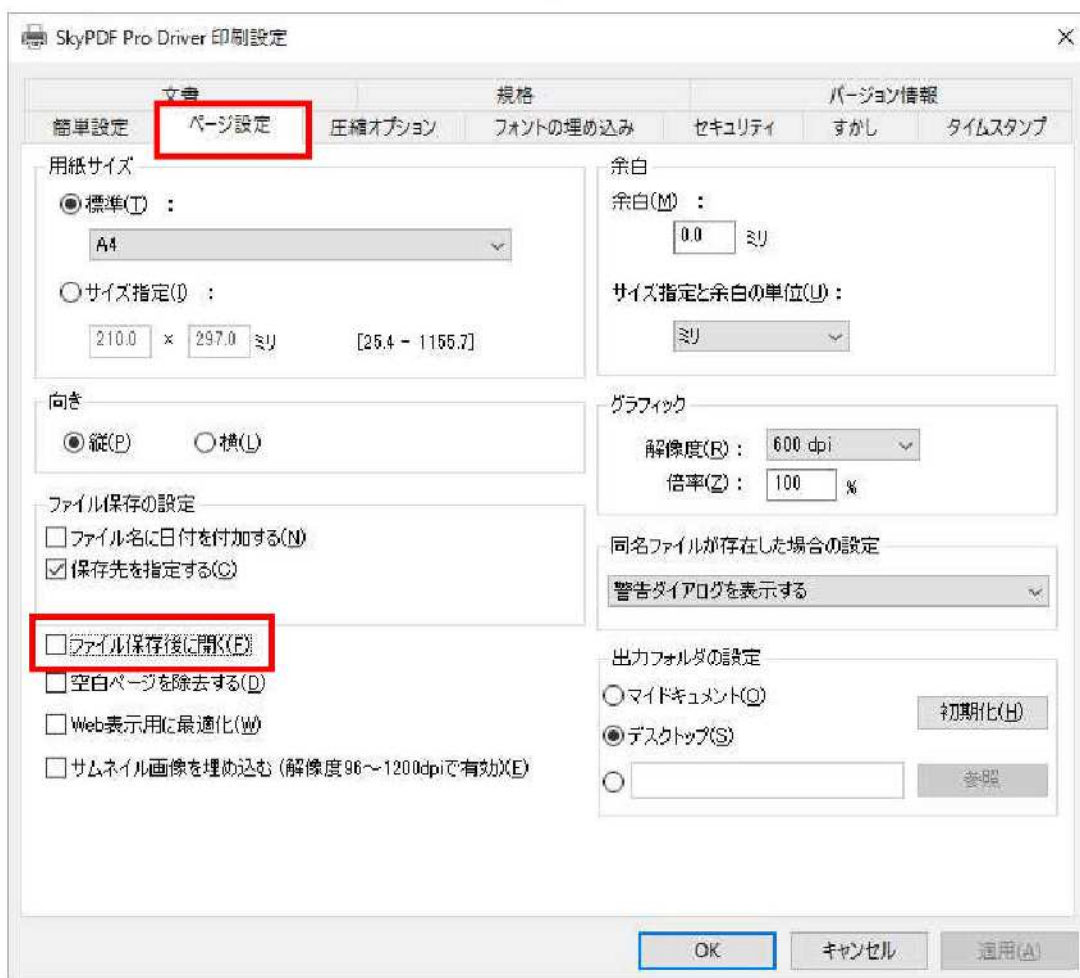 SkyPDF Pro Driver 印刷設定
文書 規格 バージョン情報
簡単設定 ページ設定 圧縮オプション フォントの埋め込み セキュリティ すかし タイムスタンプ
用紙サイズ
標準(T) :
A4
サイズ指定(I) :
210.0 × 297.0 ミリ [25.4 - 1155.7]
向き
縦(P) 横(L)
ファイル保存の設定
ファイル名に日付を付加する(N)
保存先を指定する(C)
ファイル保存後に開く(F)
空白ページを除去する(D)
Web表示用に最適化(W)
サムネイル画像を埋め込む (解像度96～1200dpiで有効)(E)
余白
余白(M) :
0.0 ミリ
サイズ指定と余白の単位(U) :
ミリ
グラフィック
解像度(R) : 600 dpi
倍率(Z) : 100 %
同名ファイルが存在した場合の設定
警告ダイアログを表示する
出力フォルダの設定
マイドキュメント(O)
初期化(H)
デスクトップ(S)
参照
OK キャンセル 適用(A)